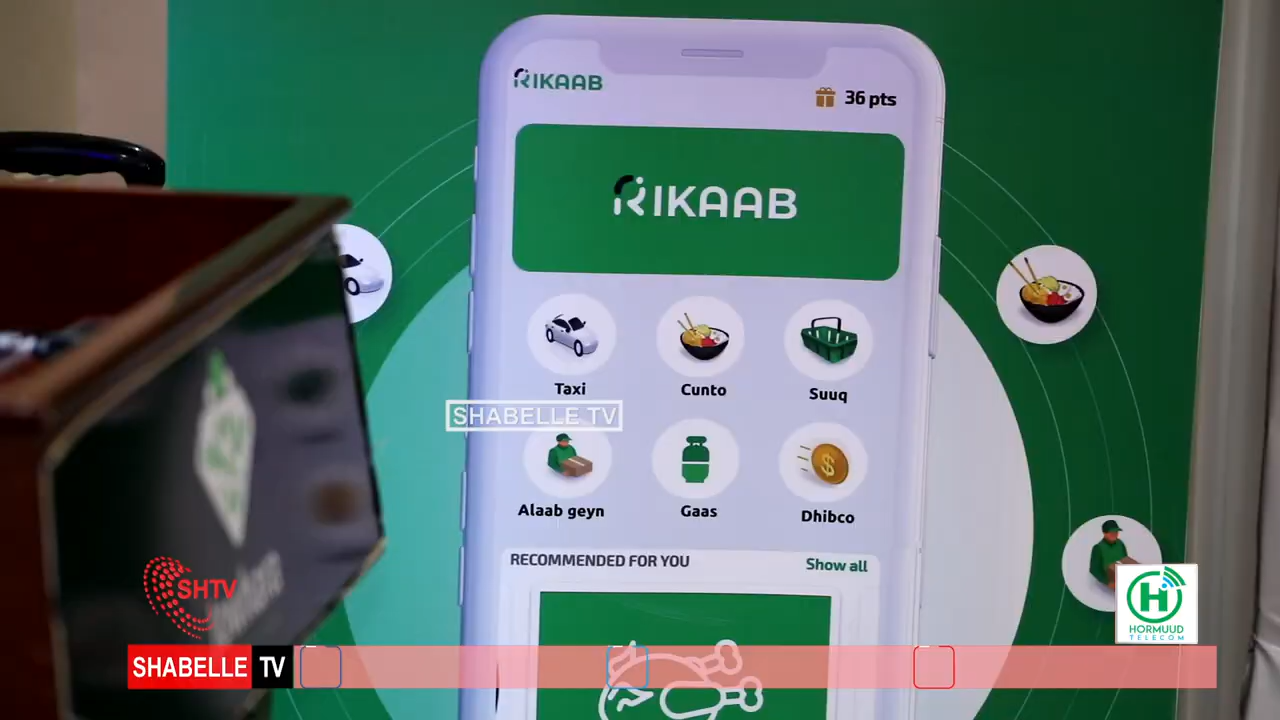 RIKAAB
36 pts
RIKAAB
Taxi
Cunto
Suuq
SHABELLE TV
Alaab geyn
Gaas
Dhibco
RECOMMENDED FOR YOU
Show all
SHTV
HORMUUD
TELECOM
SHABELLE TV